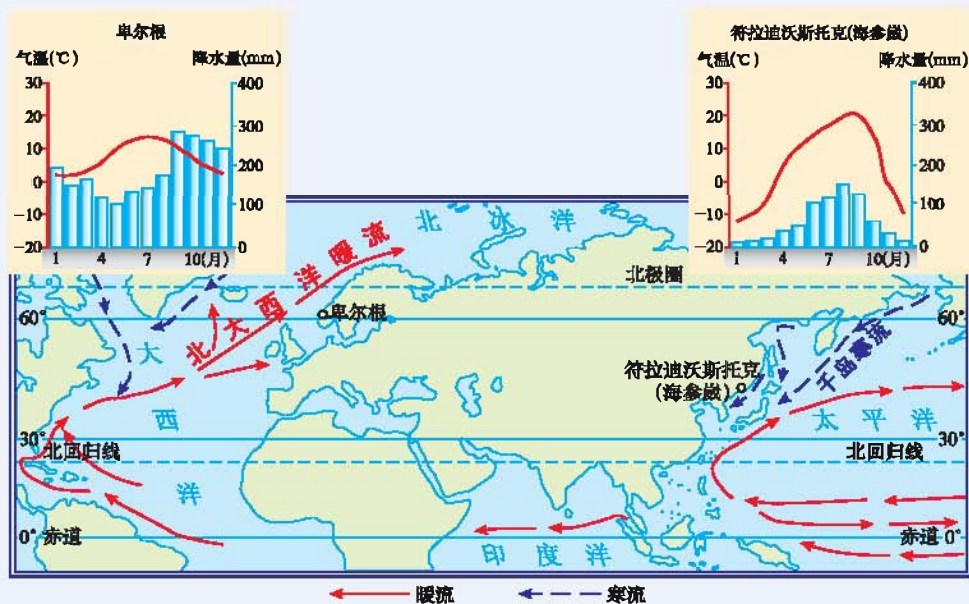 卑尔根
气温(℃) 降水量(mm)
30
20
10
0
-10
-20
400
300
200
100
0
1 4 7 10(月)
符拉迪沃斯托克(海参崴)
气温(℃) 降水量(mm)
30
20
10
0
-10
-20
400
300
200
100
0
1 4 7 10(月)
北冰洋
北大西洋暖流
北极圈
60°
卑尔根
60°
大西洋
符拉迪沃斯托克
(海参崴)
千岛寒流
太平洋
30°
30°
北回归线
北回归线
0° 赤道
印度洋
赤道 0°
暖流
寒流